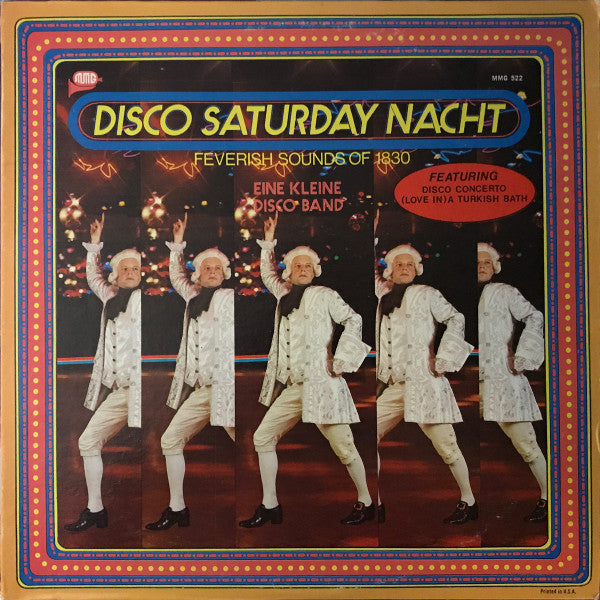 MMG
MMG 522
DISCO SATURDAY NACHT
FEVERISH SOUNDS OF 1830
EINE KLEINE
DISCO BAND
FEATURING
DISCO CONCERTO
(LOVE IN) A TURKISH BATH
Printed in U.S.A.